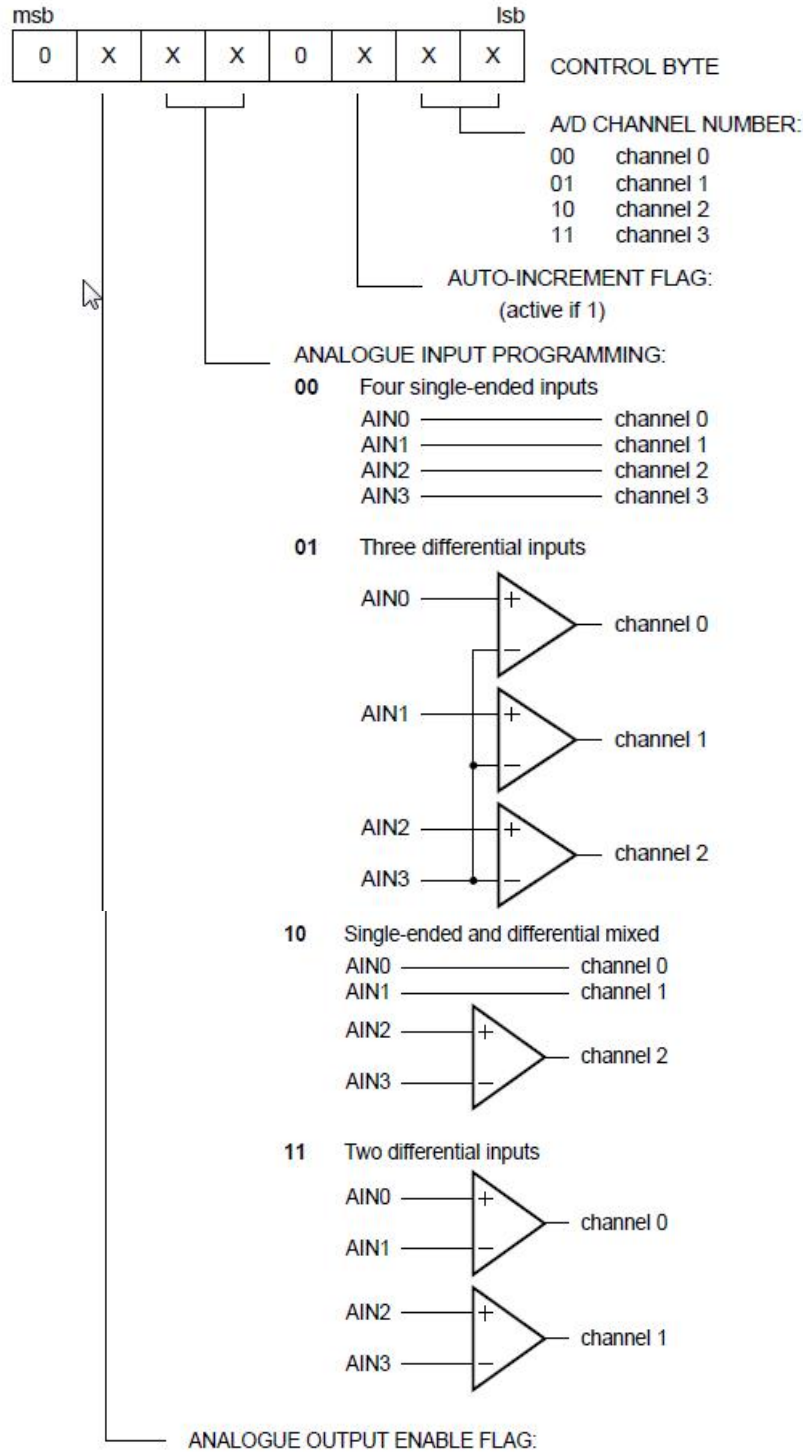 msb lsb
0 X X X 0 X X X
CONTROL BYTE
A/D CHANNEL NUMBER:
00 channel 0
01 channel 1
10 channel 2
11 channel 3
AUTO-INCREMENT FLAG:
(active if 1)
ANALOGUE INPUT PROGRAMMING:
00 Four single-ended inputs
AIN0 channel 0
AIN1 channel 1
AIN2 channel 2
AIN3 channel 3
01 Three differential inputs
AIN0 + channel 0
−
AIN1 + channel 1
−
AIN2 + channel 2
AIN3 −
10 Single-ended and differential mixed
AIN0 channel 0
AIN1 channel 1
AIN2 + channel 2
AIN3 −
11 Two differential inputs
AIN0 + channel 0
AIN1 −
AIN2 + channel 1
AIN3 −
ANALOGUE OUTPUT ENABLE FLAG: